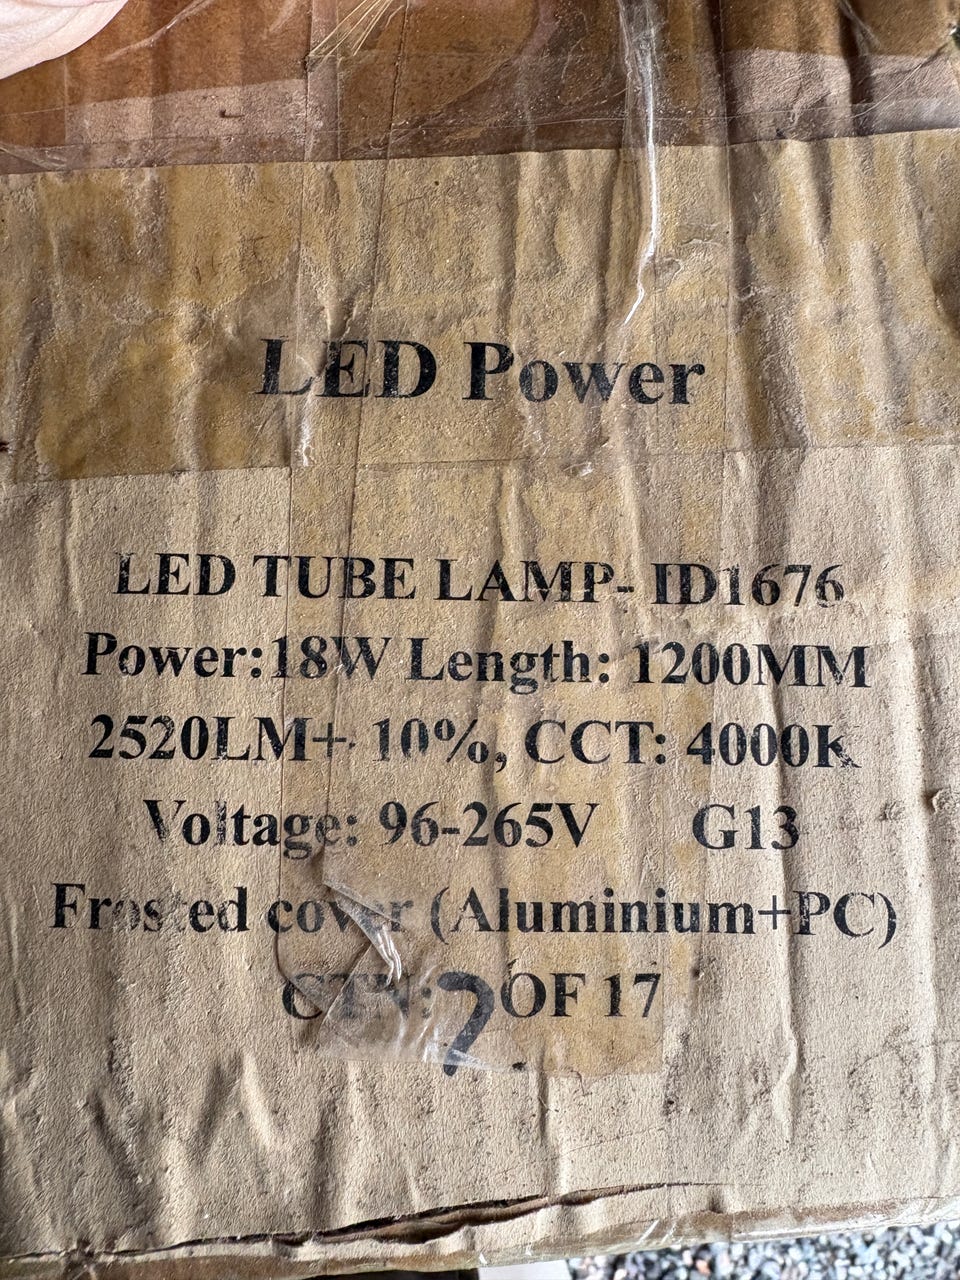 LED Power
LED TUBE LAMP- ID1676
Power:18W Length: 1200MM
2520LM+- 10%, CCT: 4000K
Voltage: 96-265V G13
Frosted cover (Aluminium+PC)
CTN: OF 17